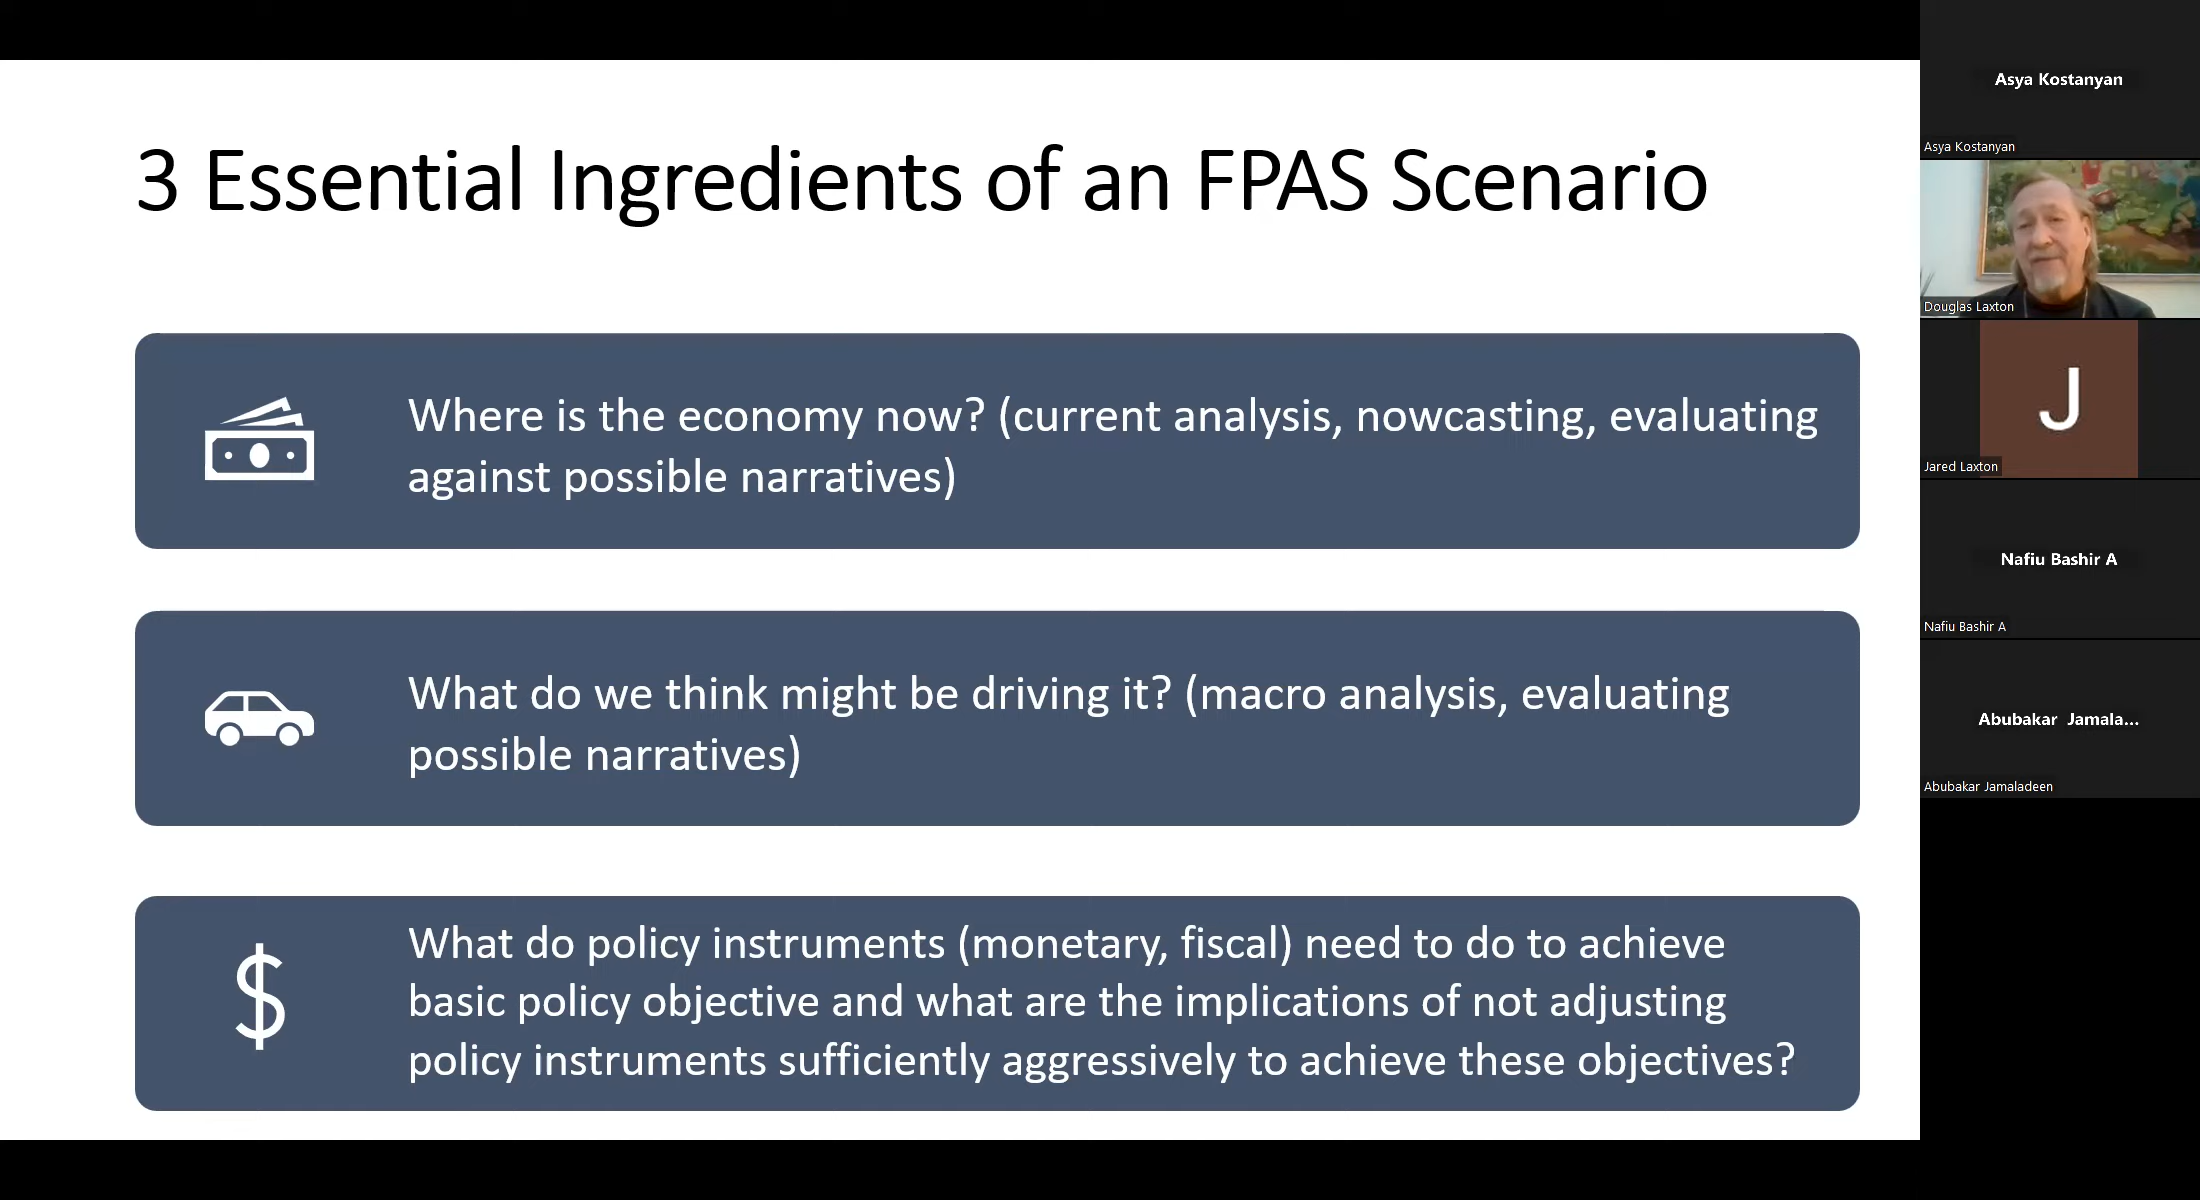 3 Essential Ingredients of an FPAS Scenario
Where is the economy now? (current analysis, nowcasting, evaluating
against possible narratives)
What do we think might be driving it? (macro analysis, evaluating
possible narratives)
$
What do policy instruments (monetary, fiscal) need to do to achieve
basic policy objective and what are the implications of not adjusting
policy instruments sufficiently aggressively to achieve these objectives?
Asya Kostanyan
Asya Kostanyan
Douglas Laxton
J
Jared Laxton
Nafiu Bashir A
Nafiu Bashir A
Abubakar Jamala...
Abubakar Jamaladeen